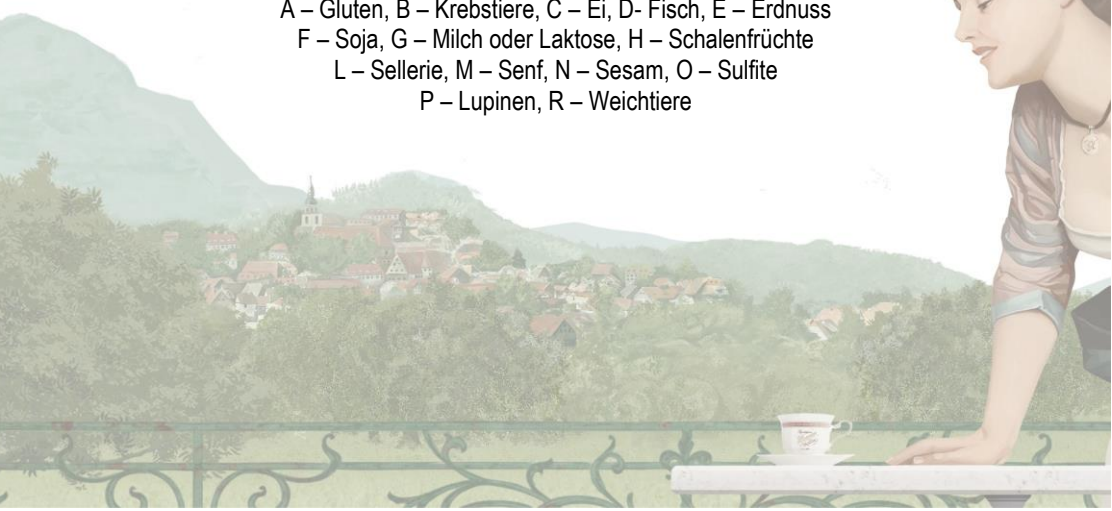 A – Gluten, B – Krebstiere, C – Ei, D- Fisch, E – Erdnuss
F – Soja, G – Milch oder Laktose, H – Schalenfrüchte
L – Sellerie, M – Senf, N – Sesam, O – Sulfite
P – Lupinen, R – Weichtiere